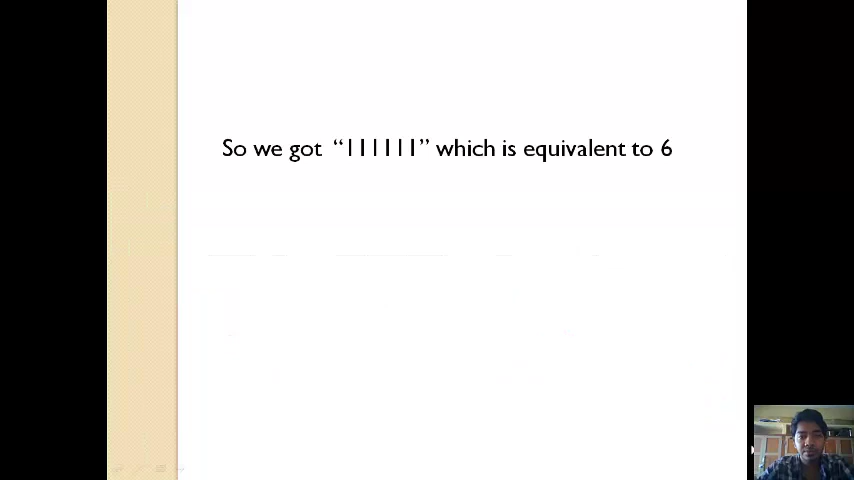 So we got “111111” which is equivalent to 6